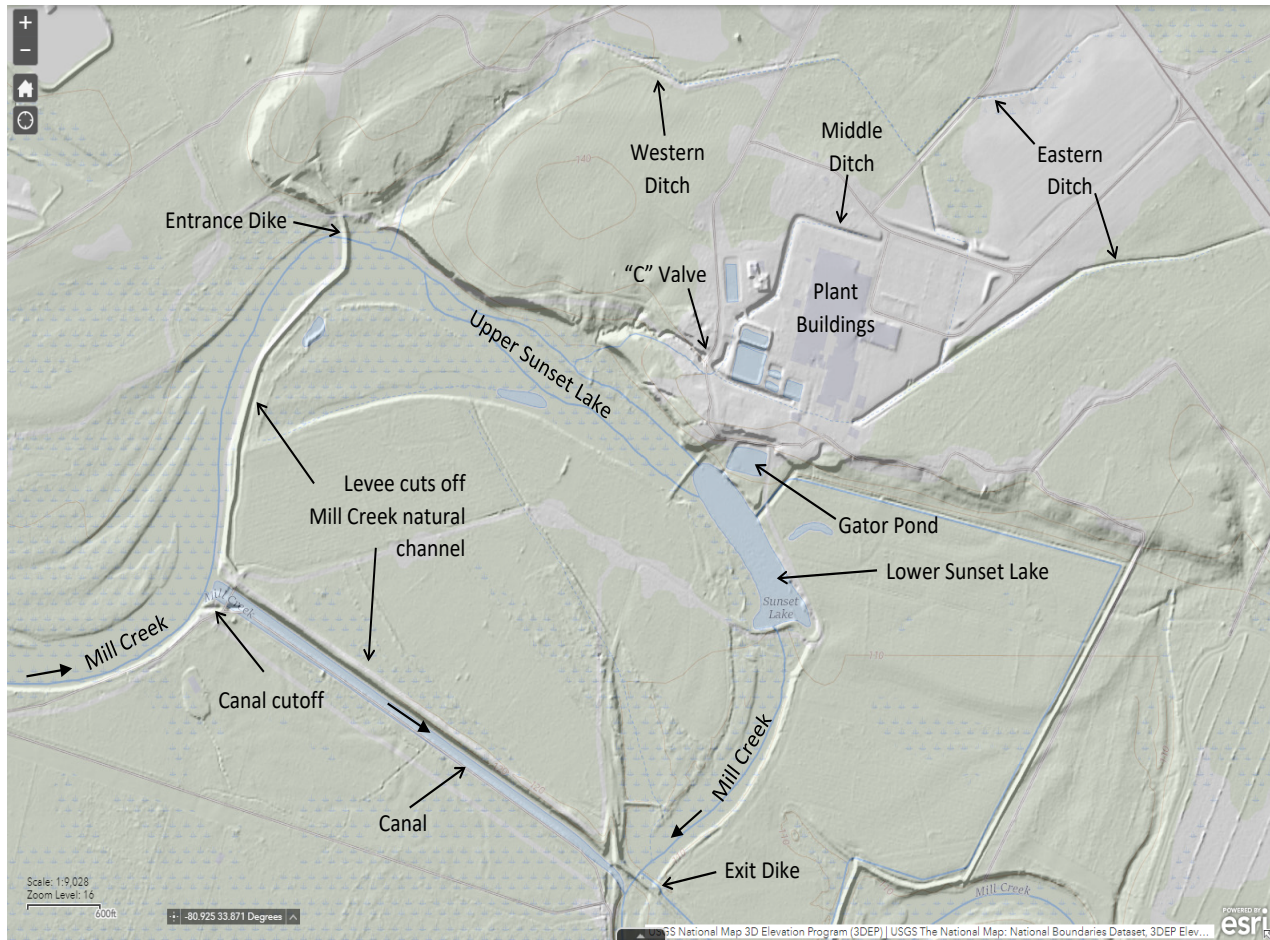 +
−
140
Western
Ditch
Middle
Ditch
Eastern
Ditch
Entrance Dike
"C" Valve
Plant
Buildings
Upper Sunset Lake
Levee cuts off
Mill Creek natural
channel
Gator Pond
Lower Sunset Lake
Sunset
Lake
Mill Creek
Mill Creek
Canal cutoff
110
Mill Creek
Canal
Exit Dike
Mill Creek
Scale: 1:9,028
Zoom Level: 16
600ft
-80.925 33.871 Degrees
USGS National Map 3D Elevation Program (3DEP) | USGS The National Map: National Boundaries Dataset, 3DEP Elev...
POWERED BY
esri